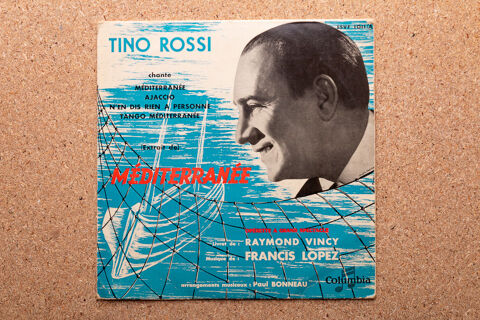 TINO ROSSI
chante
MÉDITERRANÉE
AJACCIO
N'EN DIS RIEN A PERSONNE
TANGO MÉDITERRANÉE
(Extrait de)
MÉDITERRANÉE
Livret de : RAYMOND VINCY
Musique de : FRANCIS LOPEZ
arrangements musicaux : Paul BONNEAU
Columbia